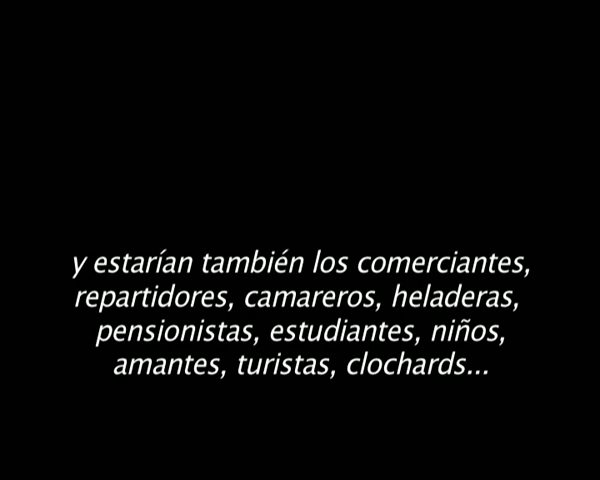 y estarían también los comerciantes,
repartidores, camareros, heladeras,
pensionistas, estudiantes, niños,
amantes, turistas, clochards...